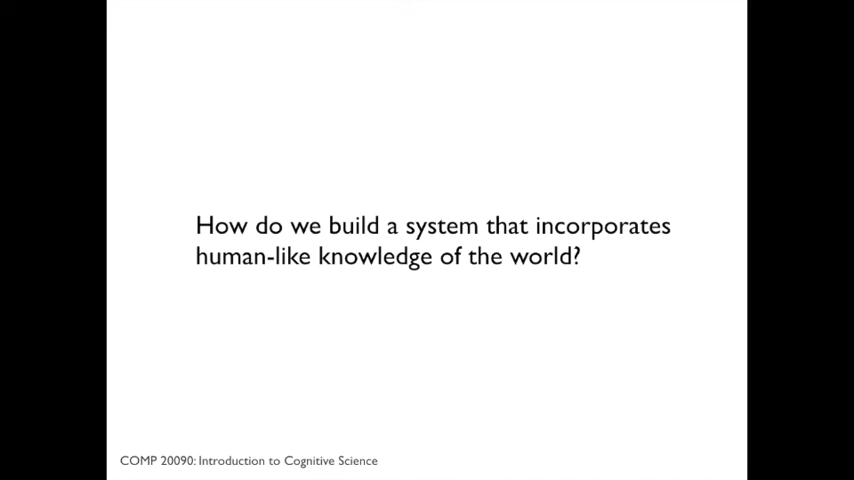 How do we build a system that incorporates
human-like knowledge of the world?
COMP 20090: Introduction to Cognitive Science